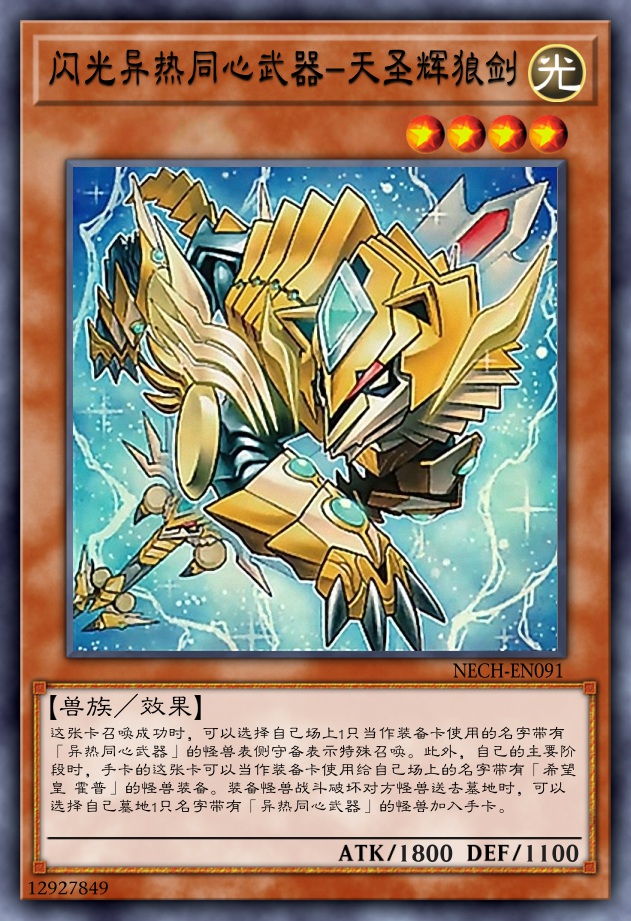 闪光异热同心武器-天圣辉狼剑
光
NECH-EN091
【兽族／效果】
这张卡召唤成功时，可以选择自己场上1只当作装备卡使用的名字带有
「异热同心武器」的怪兽表侧守备表示特殊召唤。此外，自己的主要阶
段时，手卡的这张卡可以当作装备卡使用给自己场上的名字带有「希望
皇 霍普」的怪兽装备。装备怪兽战斗破坏对方怪兽送去墓地时，可以
选择自己墓地1只名字带有「异热同心武器」的怪兽加入手卡。
ATK/1800 DEF/1100
12927849